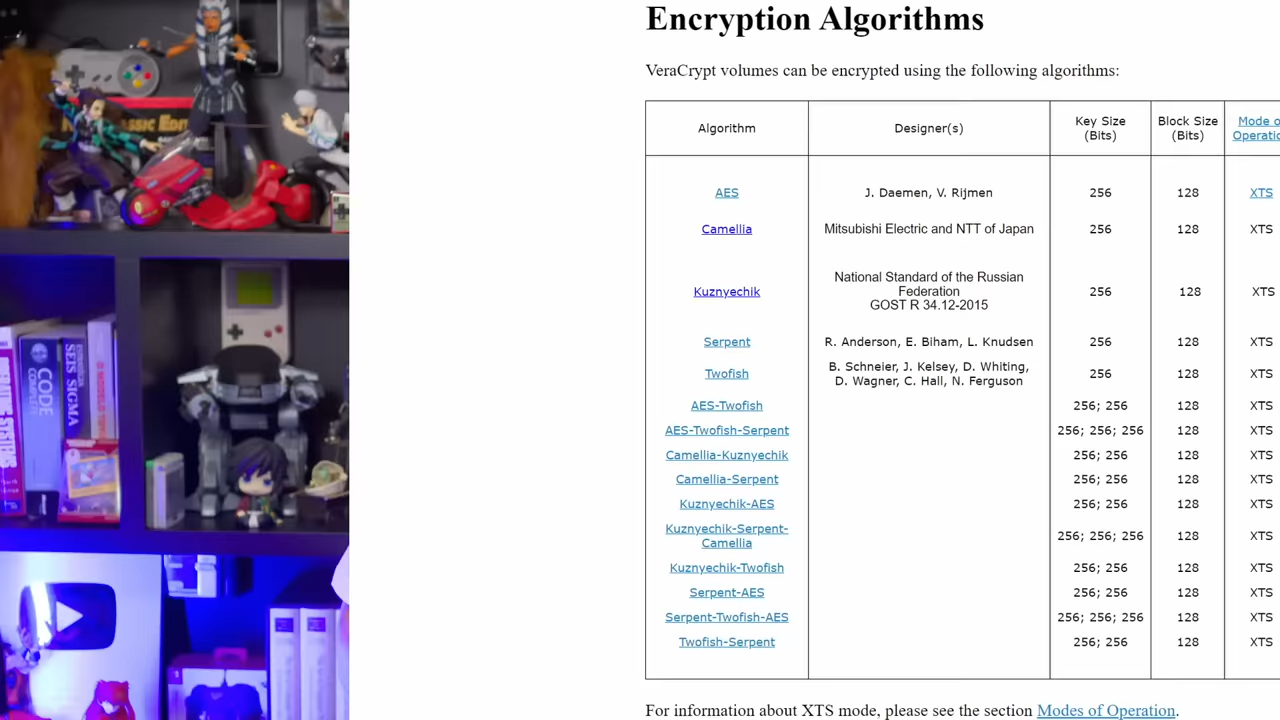 Encryption Algorithms
VeraCrypt volumes can be encrypted using the following algorithms:
Algorithm Designer(s) Key Size (Bits) Block Size (Bits) Mode o Operatio
AES J. Daemen, V. Rijmen 256 128 XTS
Camellia Mitsubishi Electric and NTT of Japan 256 128 XTS
Kuznyechik National Standard of the Russian Federation GOST R 34.12-2015 256 128 XTS
Serpent R. Anderson, E. Biham, L. Knudsen 256 128 XTS
Twofish B. Schneier, J. Kelsey, D. Whiting, D. Wagner, C. Hall, N. Ferguson 256 128 XTS
AES-Twofish 256; 256 128 XTS
AES-Twofish-Serpent 256; 256; 256 128 XTS
Camellia-Kuznyechik 256; 256 128 XTS
Camellia-Serpent 256; 256 128 XTS
Kuznyechik-AES 256; 256 128 XTS
Kuznyechik-Serpent-Camellia 256; 256; 256 128 XTS
Kuznyechik-Twofish 256; 256 128 XTS
Serpent-AES 256; 256 128 XTS
Serpent-Twofish-AES 256; 256; 256 128 XTS
Twofish-Serpent 256; 256 128 XTS
For information about XTS mode, please see the section Modes of Operation.
CODE
COMPLETE
SEIS SIGMA